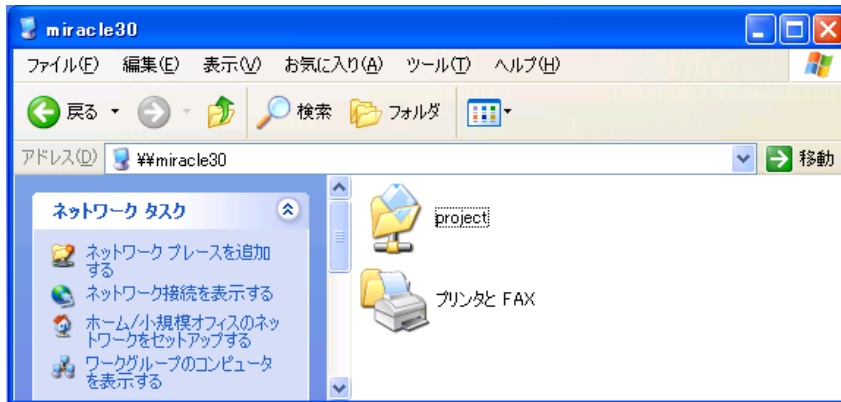 miracle30
ファイル(F) 編集(E) 表示(V) お気に入り(A) ツール(T) ヘルプ(H)
戻る 検索 フォルダ
アドレス(D) ¥¥miracle30 移動
ネットワーク タスク
ネットワーク プレースを追加
する
ネットワーク接続を表示する
ホーム/小規模オフィスのネッ
トワークをセットアップする
ワークグループのコンピュータ
を表示する
project
プリンタと FAX